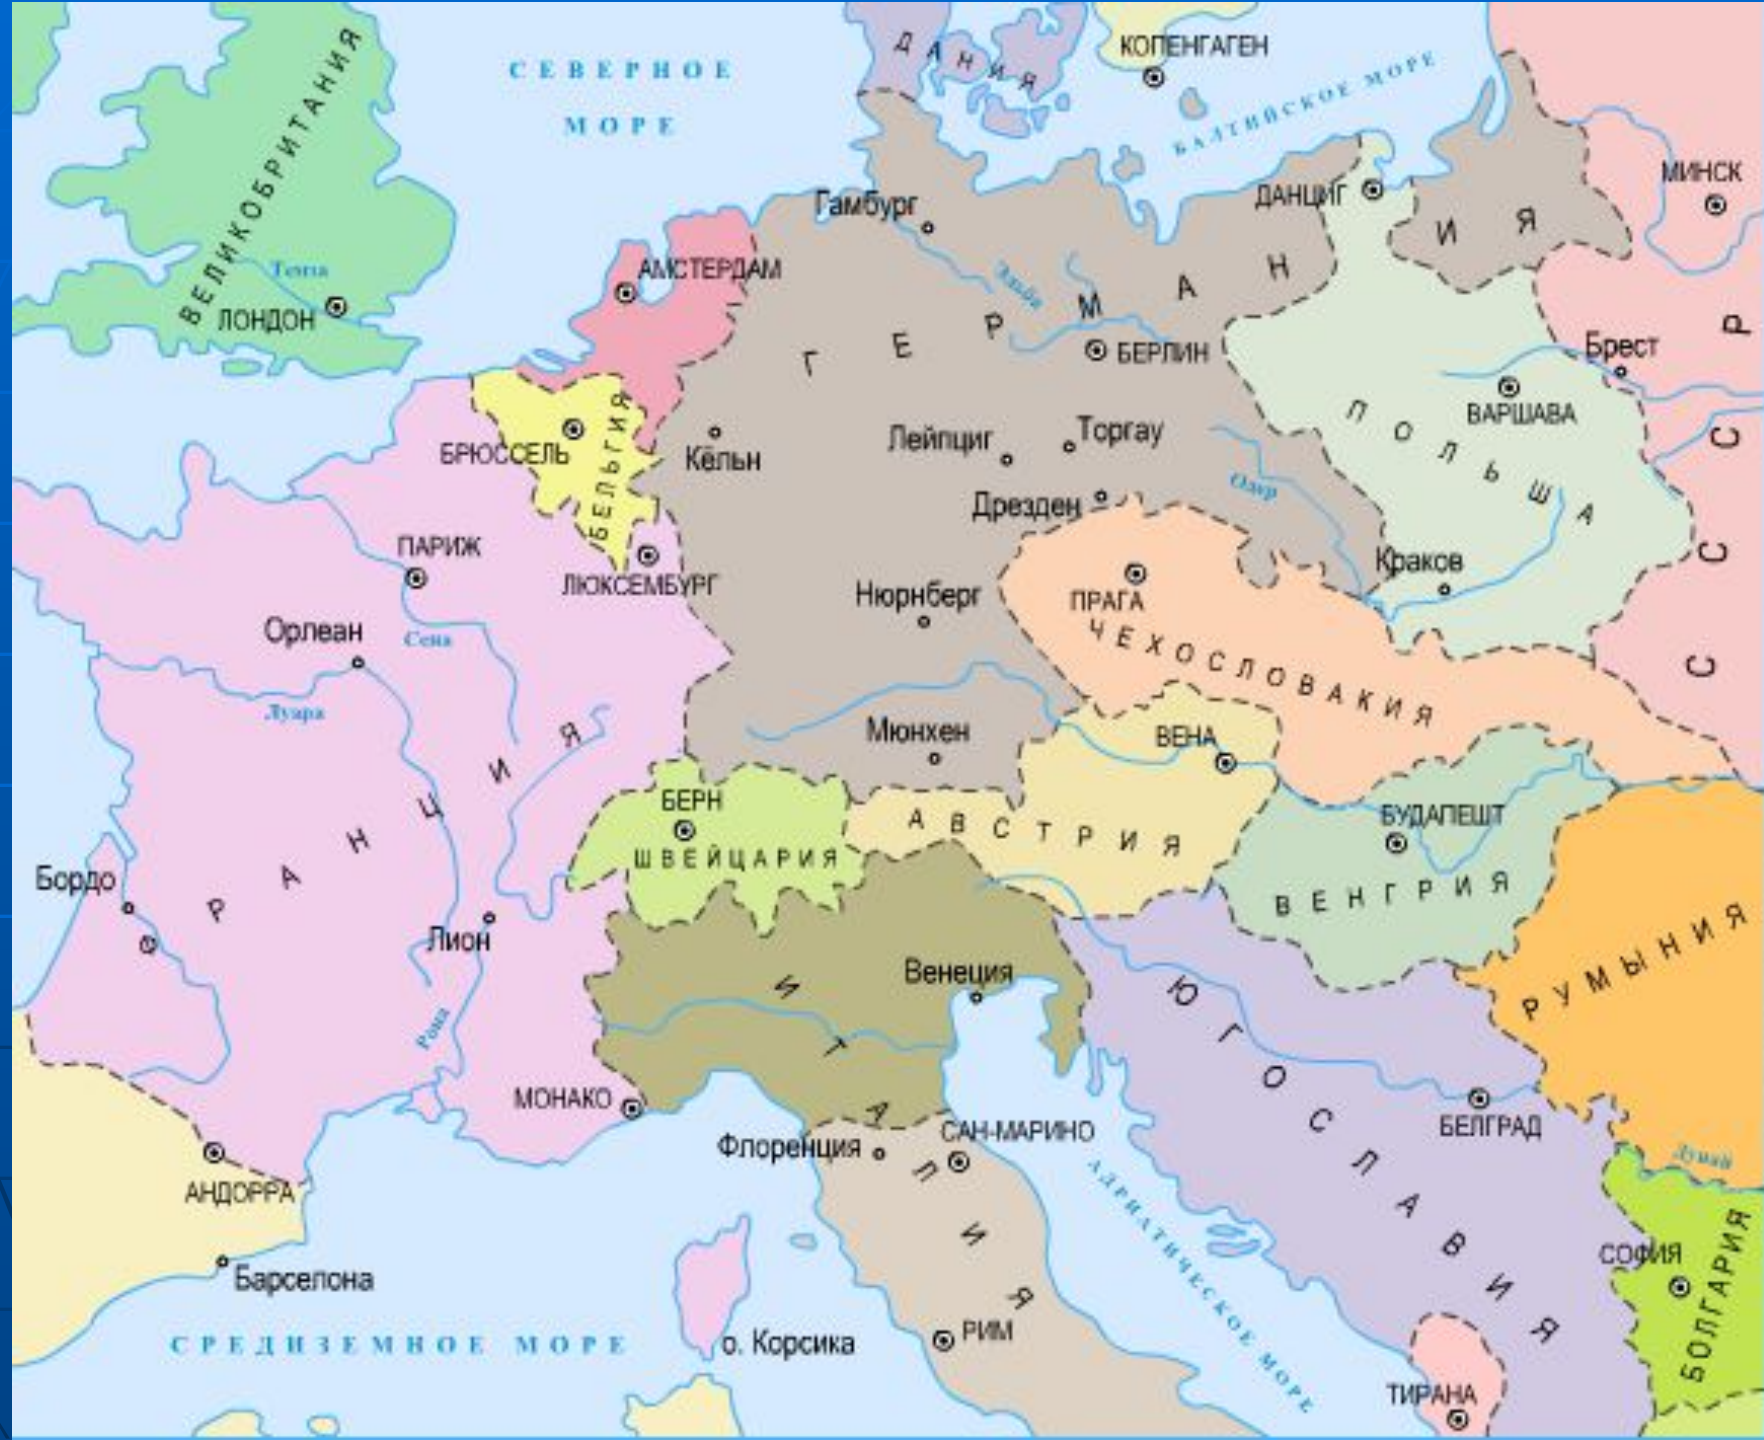 ДАНИЯ
КОПЕНГАГЕН
СЕВЕРНОЕ
МОРЕ
БАЛТИЙСКОЕ МОРЕ
ВЕЛИКОБРИТАНИЯ
МИНСК
ДАНЦИГ
Гамбург
АМСТЕРДАМ
Темза
ЛОНДОН
Эльба
ГЕРМАНИЯ
БЕРЛИН
Брест
ВАРШАВА
ПОЛЬША
СССР
БРЮССЕЛЬ
БЕЛЬГИЯ
Кёльн
Лейпциг
Торгау
Дрезден
Одер
Краков
ПАРИЖ
ЛЮКСЕМБУРГ
Нюрнберг
ПРАГА
ЧЕХОСЛОВАКИЯ
Орлеан
Сена
Луара
Мюнхен
ВЕНА
БЕРН
ШВЕЙЦАРИЯ
АВСТРИЯ
БУДАПЕШТ
ВЕНГРИЯ
ФРАНЦИЯ
Бордо
Лион
Венеция
РУМЫНИЯ
Рона
ИТАЛИЯ
ЮГОСЛАВИЯ
МОНАКО
Флоренция
САН-МАРИНО
БЕЛГРАД
Дунай
АНДОРРА
АДРИАТИЧЕСКОЕ МОРЕ
Барселона
СОФИЯ
БОЛГАРИЯ
СРЕДИЗЕМНОЕ МОРЕ
о. Корсика
РИМ
ТИРАНА